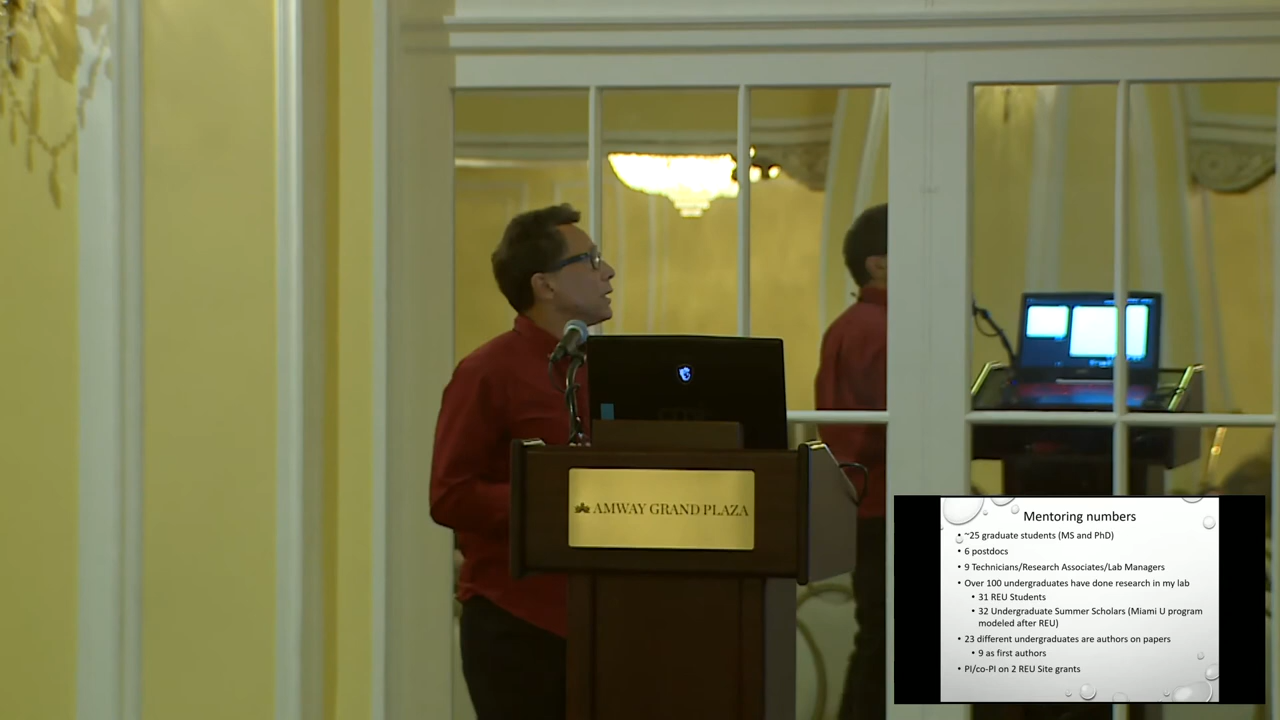 AMWAY GRAND PLAZA
Mentoring numbers
• ~25 graduate students (MS and PhD)
• 6 postdocs
• 9 Technicians/Research Associates/Lab Managers
• Over 100 undergraduates have done research in my lab
• 31 REU Students
• 32 Undergraduate Summer Scholars (Miami U program
modeled after REU)
• 23 different undergraduates are authors on papers
• 9 as first authors
• PI/co-PI on 2 REU Site grants